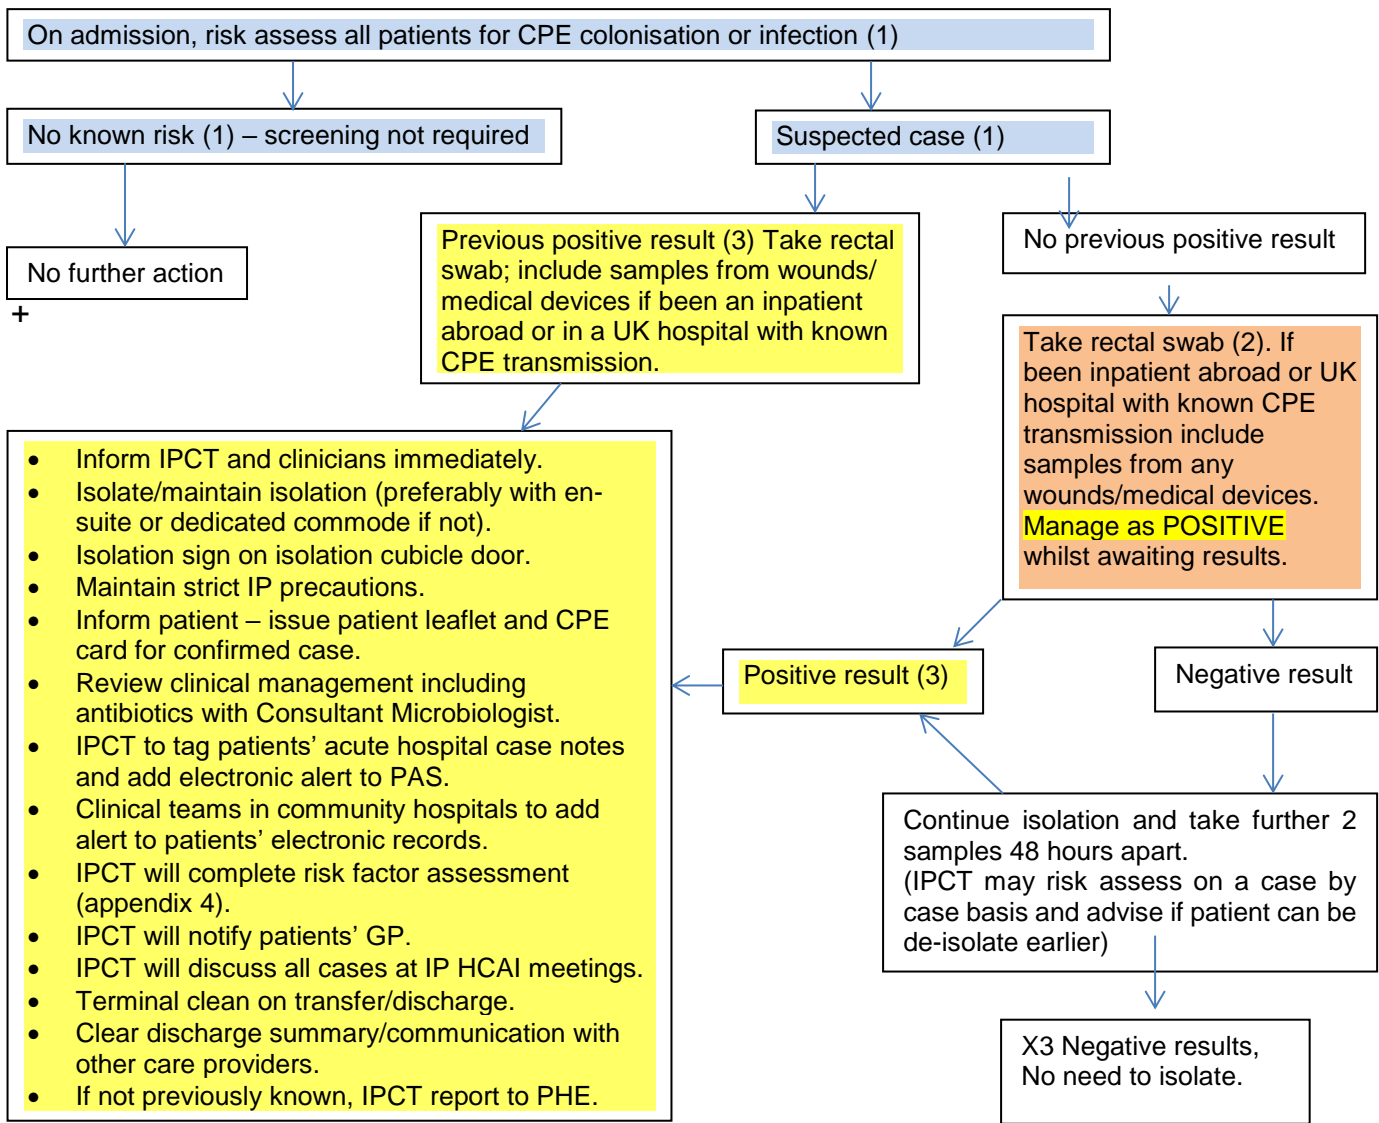 On admission, risk assess all patients for CPE colonisation or infection (1)
No known risk (1) – screening not required
Suspected case (1)
No further action
+
Previous positive result (3) Take rectal
swab; include samples from wounds/
medical devices if been an inpatient
abroad or in a UK hospital with known
CPE transmission.
No previous positive result
Take rectal swab (2). If
been inpatient abroad or UK
hospital with known CPE
transmission include
samples from any
wounds/medical devices.
Manage as POSITIVE
whilst awaiting results.
• Inform IPCT and clinicians immediately.
• Isolate/maintain isolation (preferably with en-
suite or dedicated commode if not).
• Isolation sign on isolation cubicle door.
• Maintain strict IP precautions.
• Inform patient – issue patient leaflet and CPE
card for confirmed case.
• Review clinical management including
antibiotics with Consultant Microbiologist.
• IPCT to tag patients’ acute hospital case notes
and add electronic alert to PAS.
• Clinical teams in community hospitals to add
alert to patients’ electronic records.
• IPCT will complete risk factor assessment
(appendix 4).
• IPCT will notify patients’ GP.
• IPCT will discuss all cases at IP HCAI meetings.
• Terminal clean on transfer/discharge.
• Clear discharge summary/communication with
other care providers.
• If not previously known, IPCT report to PHE.
Positive result (3)
Negative result
Continue isolation and take further 2
samples 48 hours apart.
(IPCT may risk assess on a case by
case basis and advise if patient can be
de-isolate earlier)
X3 Negative results,
No need to isolate.